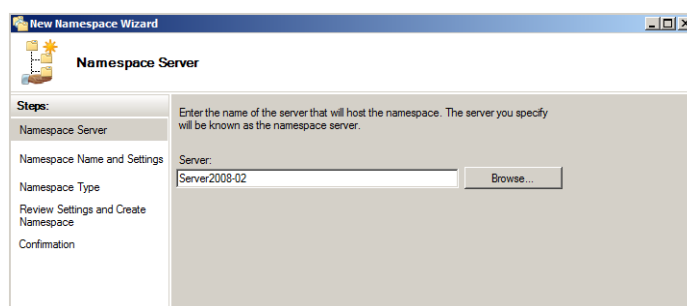 New Namespace Wizard
Namespace Server
Steps:
Namespace Server
Namespace Name and Settings
Namespace Type
Review Settings and Create
Namespace
Confirmation
Enter the name of the server that will host the namespace. The server you specify
will be known as the namespace server.
Server:
Server2008-02
Browse...